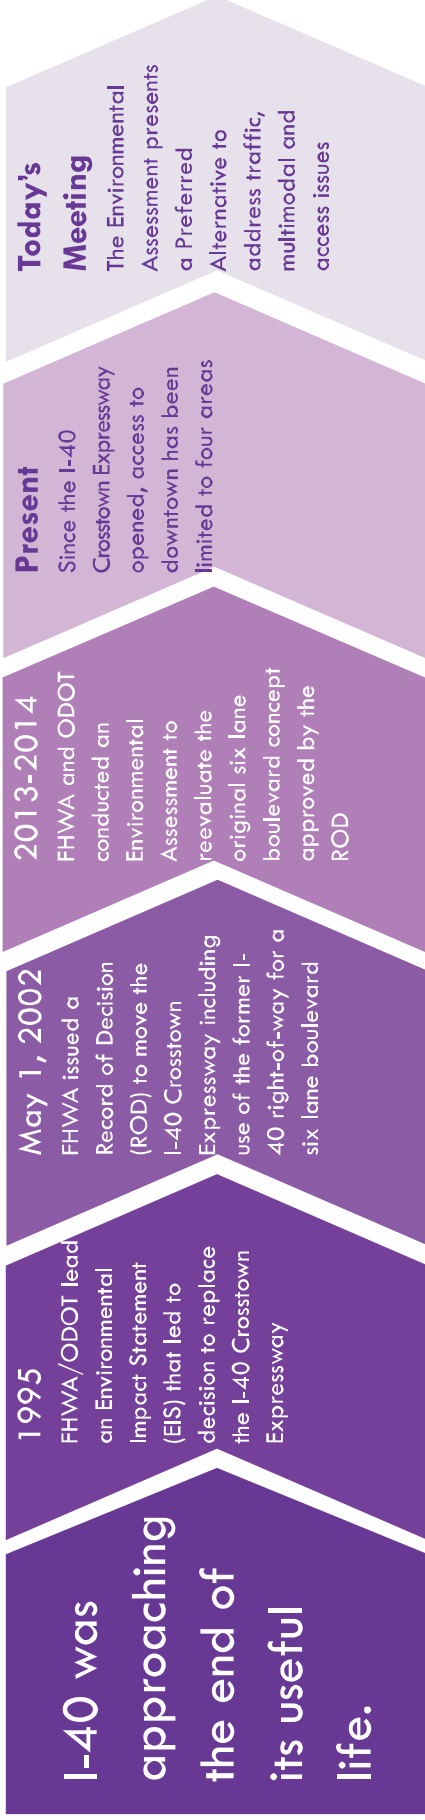 I-40 was
approaching
the end of
its useful
life.
1995
FHWA/ODOT lead
an Environmental
Impact Statement
(EIS) that led to
decision to replace
the I-40 Crosstown
Expressway
May 1, 2002
FHWA issued a
Record of Decision
(ROD) to move the
I-40 Crosstown
Expressway including
use of the former I-
40 right-of-way for a
six lane boulevard
2013-2014
FHWA and ODOT
conducted an
Environmental
Assessment to
reevaluate the
original six lane
boulevard concept
approved by the
ROD
Present
Since the I-40
Crosstown Expressway
opened, access to
downtown has been
limited to four areas
Today's
Meeting
The Environmental
Assessment presents
a Preferred
Alternative to
address traffic,
multimodal and
access issues